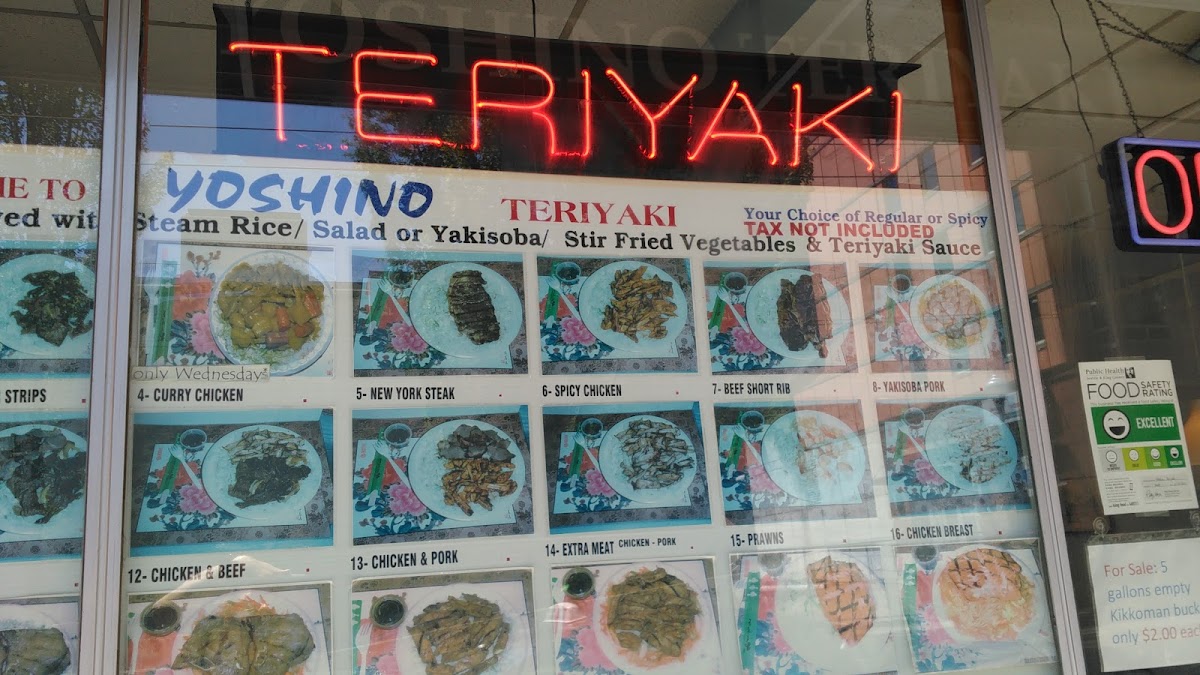 TERIYAKI
OSHINO TERIYAKI
IE TO
YOSHINO
TERIYAKI
Your Choice of Regular or Spicy
TAX NOT INCLUDED
ved with Steam Rice/ Salad or Yakisoba/ Stir Fried Vegetables & Teriyaki Sauce
only Wednesday
STRIPS
4- CURRY CHICKEN
5- NEW YORK STEAK
6- SPICY CHICKEN
7- BEEF SHORT RIB
8- YAKISOBA PORK
12- CHICKEN & BEEF
13- CHICKEN & PORK
14- EXTRA MEAT CHICKEN - PORK
15- PRAWNS
16- CHICKEN BREAST
O
Public Health
FOOD SAFETY
RATING
EXCELLENT
For Sale: 5
gallons empty
Kikkoman buck
only $2.00 eac